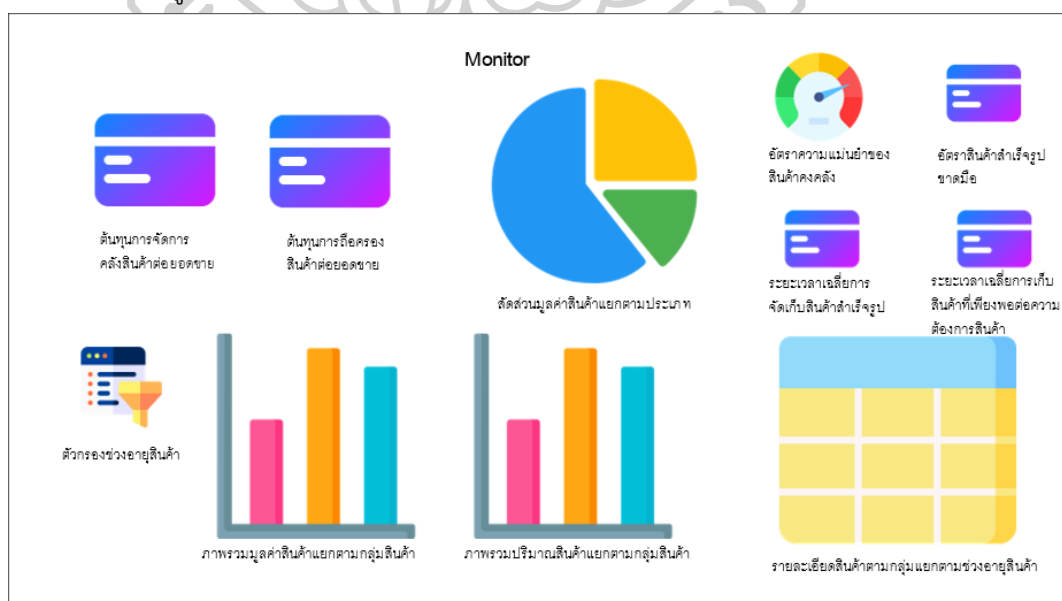 Monitor
ต้นทุนการจัดการ
คลังสินค้าต่อยอดขาย
ต้นทุนการถือครอง
สินค้าต่อยอดขาย
สัดส่วนมูลค่าสินค้าแยกตามประเภท
อัตราความแม่นยำของ
สินค้าคงคลัง
อัตราสินค้าสำเร็จรูป
ขาดมือ
ระยะเวลาเฉลี่ยการ
จัดเก็บสินค้าสำเร็จรูป
ระยะเวลาเฉลี่ยการเก็บ
สินค้าที่เพียงพอต่อความ
ต้องการสินค้า
ตัวกรองช่วงอายุสินค้า
ภาพรวมมูลค่าสินค้าแยกตามกลุ่มสินค้า
ภาพรวมปริมาณสินค้าแยกตามกลุ่มสินค้า
รายละเอียดสินค้าตามกลุ่มแยกตามช่วงอายุสินค้า